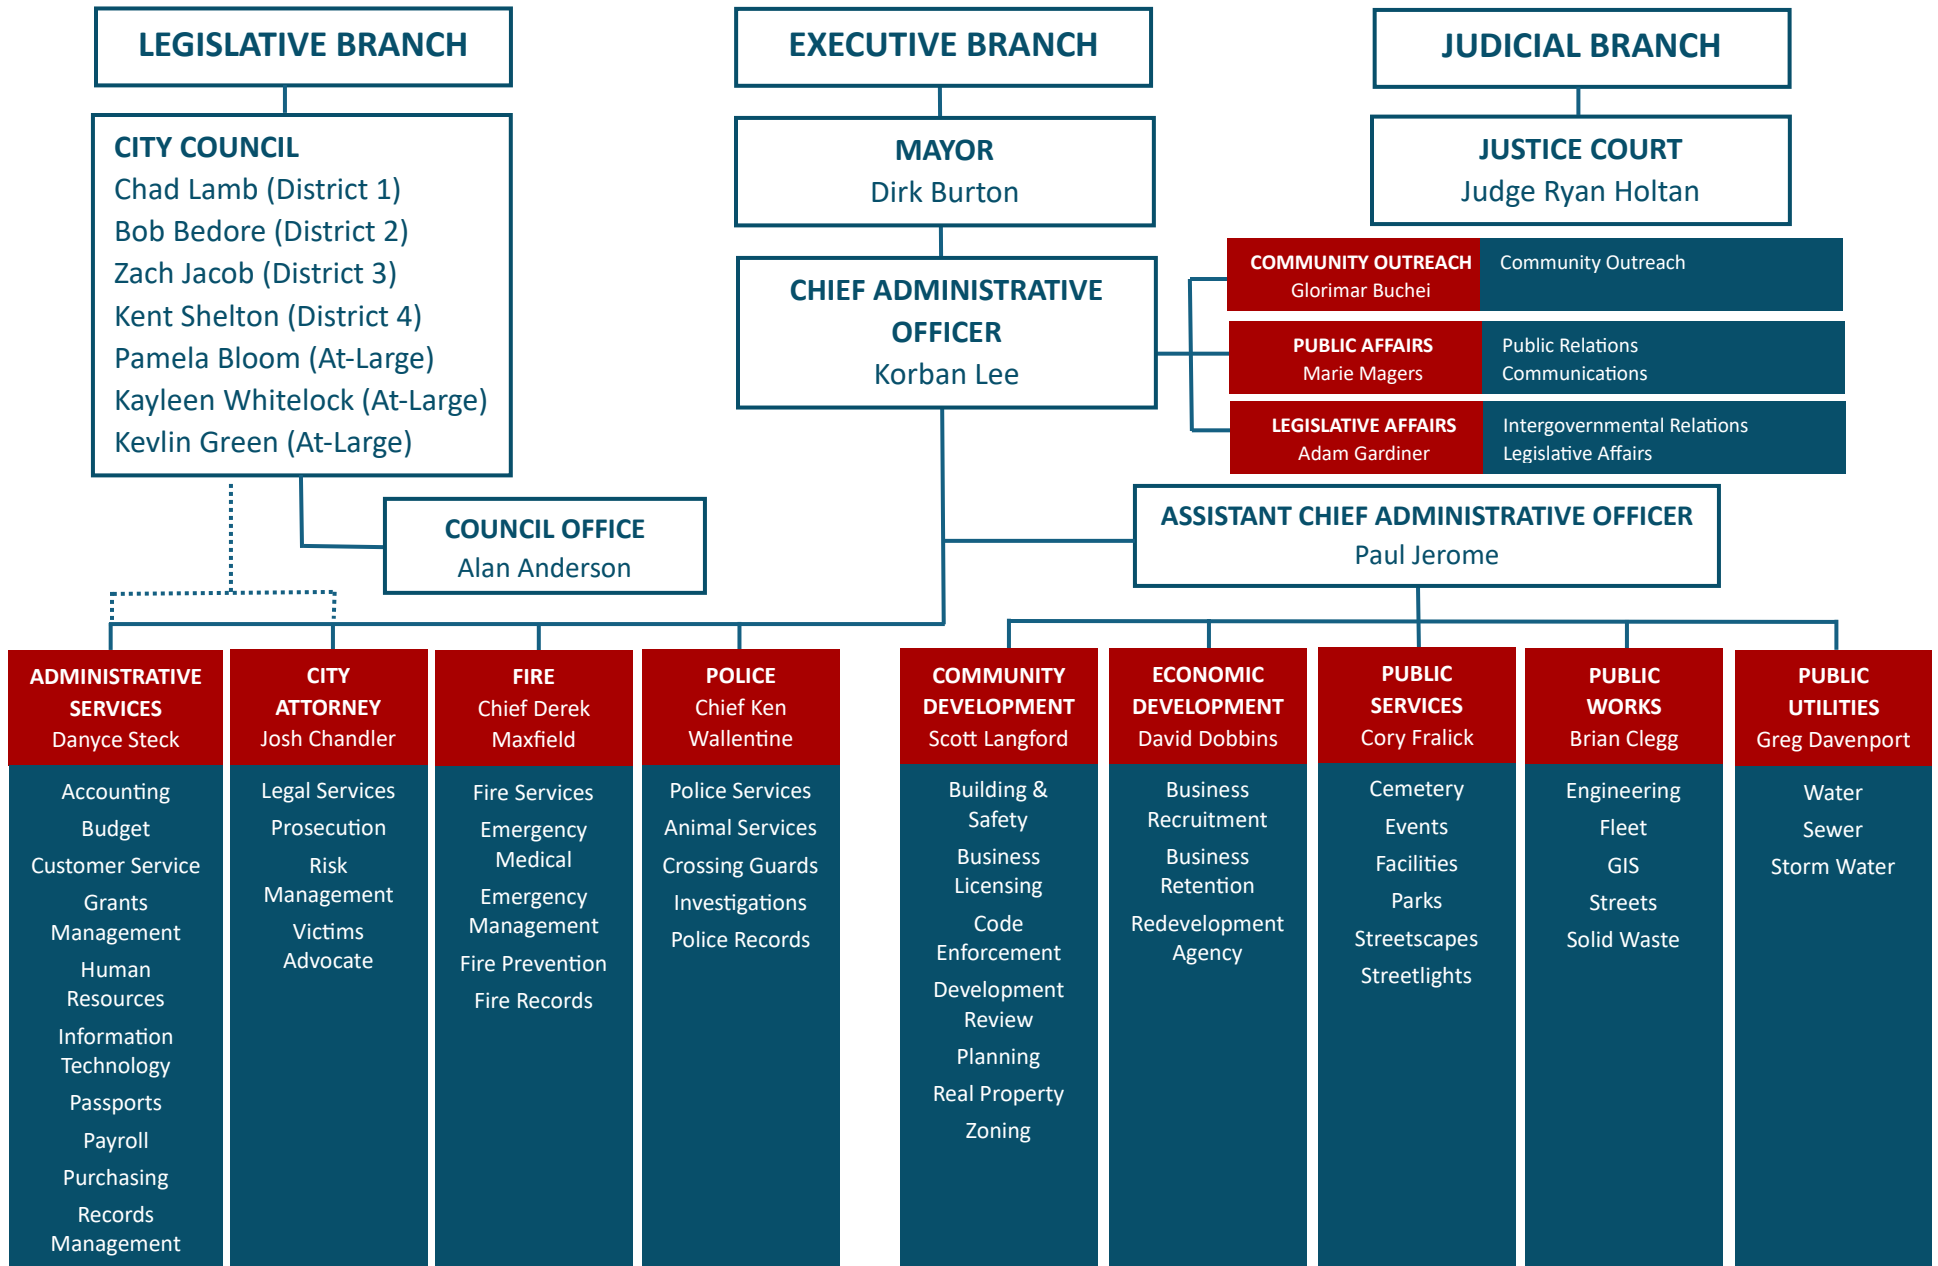 LEGISLATIVE BRANCH
EXECUTIVE BRANCH
JUDICIAL BRANCH
CITY COUNCIL
Chad Lamb (District 1)
Bob Bedore (District 2)
Zach Jacob (District 3)
Kent Shelton (District 4)
Pamela Bloom (At-Large)
Kayleen Whitelock (At-Large)
Kevlin Green (At-Large)
MAYOR
Dirk Burton
JUSTICE COURT
Judge Ryan Holtan
CHIEF ADMINISTRATIVE
OFFICER
Korban Lee
COMMUNITY OUTREACH
Glorimar Buchei
Community Outreach
PUBLIC AFFAIRS
Marie Magers
Public Relations
Communications
LEGISLATIVE AFFAIRS
Adam Gardiner
Intergovernmental Relations
Legislative Affairs
COUNCIL OFFICE
Alan Anderson
ASSISTANT CHIEF ADMINISTRATIVE OFFICER
Paul Jerome
ADMINISTRATIVE
SERVICES
Danyce Steck
Accounting
Budget
Customer Service
Grants
Management
Human
Resources
Information
Technology
Passports
Payroll
Purchasing
Records
Management
CITY
ATTORNEY
Josh Chandler
Legal Services
Prosecution
Risk
Management
Victims
Advocate
FIRE
Chief Derek
Maxfield
Fire Services
Emergency
Medical
Emergency
Management
Fire Prevention
Fire Records
POLICE
Chief Ken
Wallentine
Police Services
Animal Services
Crossing Guards
Investigations
Police Records
COMMUNITY
DEVELOPMENT
Scott Langford
Building &
Safety
Business
Licensing
Code
Enforcement
Development
Review
Planning
Real Property
Zoning
ECONOMIC
DEVELOPMENT
David Dobbins
Business
Recruitment
Business
Retention
Redevelopment
Agency
PUBLIC
SERVICES
Cory Fralick
Cemetery
Events
Facilities
Parks
Streetscapes
Streetlights
PUBLIC
WORKS
Brian Clegg
Engineering
Fleet
GIS
Streets
Solid Waste
PUBLIC
UTILITIES
Greg Davenport
Water
Sewer
Storm Water